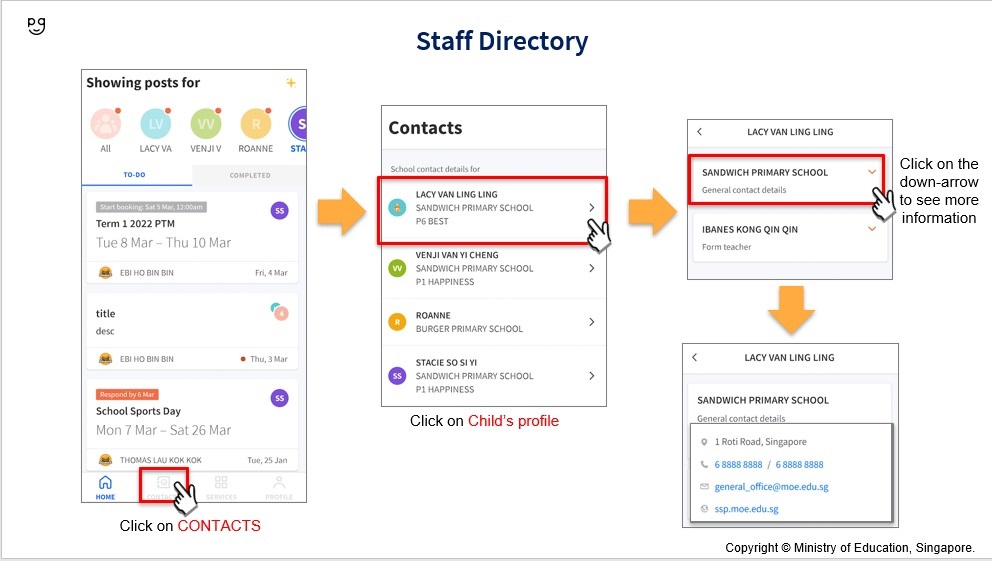 pg
Staff Directory
Showing posts for
LV
VV
R
S
All
LACY VA
VENJI V
ROANNE
STA
TO-DO
COMPLETED
Start booking: Sat 5 Mar, 12:00am
SS
Term 1 2022 PTM
Tue 8 Mar – Thu 10 Mar
EBI HO BIN BIN
Fri, 4 Mar
title
4
desc
EBI HO BIN BIN
Thu, 3 Mar
Respond by 6 Mar
SS
School Sports Day
Mon 7 Mar – Sat 26 Mar
THOMAS LAU KOK KOK
Tue, 25 Jan
HOME
CONTACTS
SERVICES
PROFILE
Click on CONTACTS
Contacts
School contact details for
LACY VAN LING LING
SANDWICH PRIMARY SCHOOL
P6 BEST
VV
VENJI VAN YI CHENG
SANDWICH PRIMARY SCHOOL
P1 HAPPINESS
R
ROANNE
BURGER PRIMARY SCHOOL
SS
STACIE SO SI YI
SANDWICH PRIMARY SCHOOL
P1 HAPPINESS
Click on Child's profile
LACY VAN LING LING
SANDWICH PRIMARY SCHOOL
General contact details
IBANES KONG QIN QIN
Form teacher
Click on the
down-arrow
to see more
information
LACY VAN LING LING
SANDWICH PRIMARY SCHOOL
General contact details
1 Roti Road, Singapore
6 8888 8888 / 6 8888 8888
general_office@moe.edu.sg
ssp.moe.edu.sg
Copyright © Ministry of Education, Singapore.